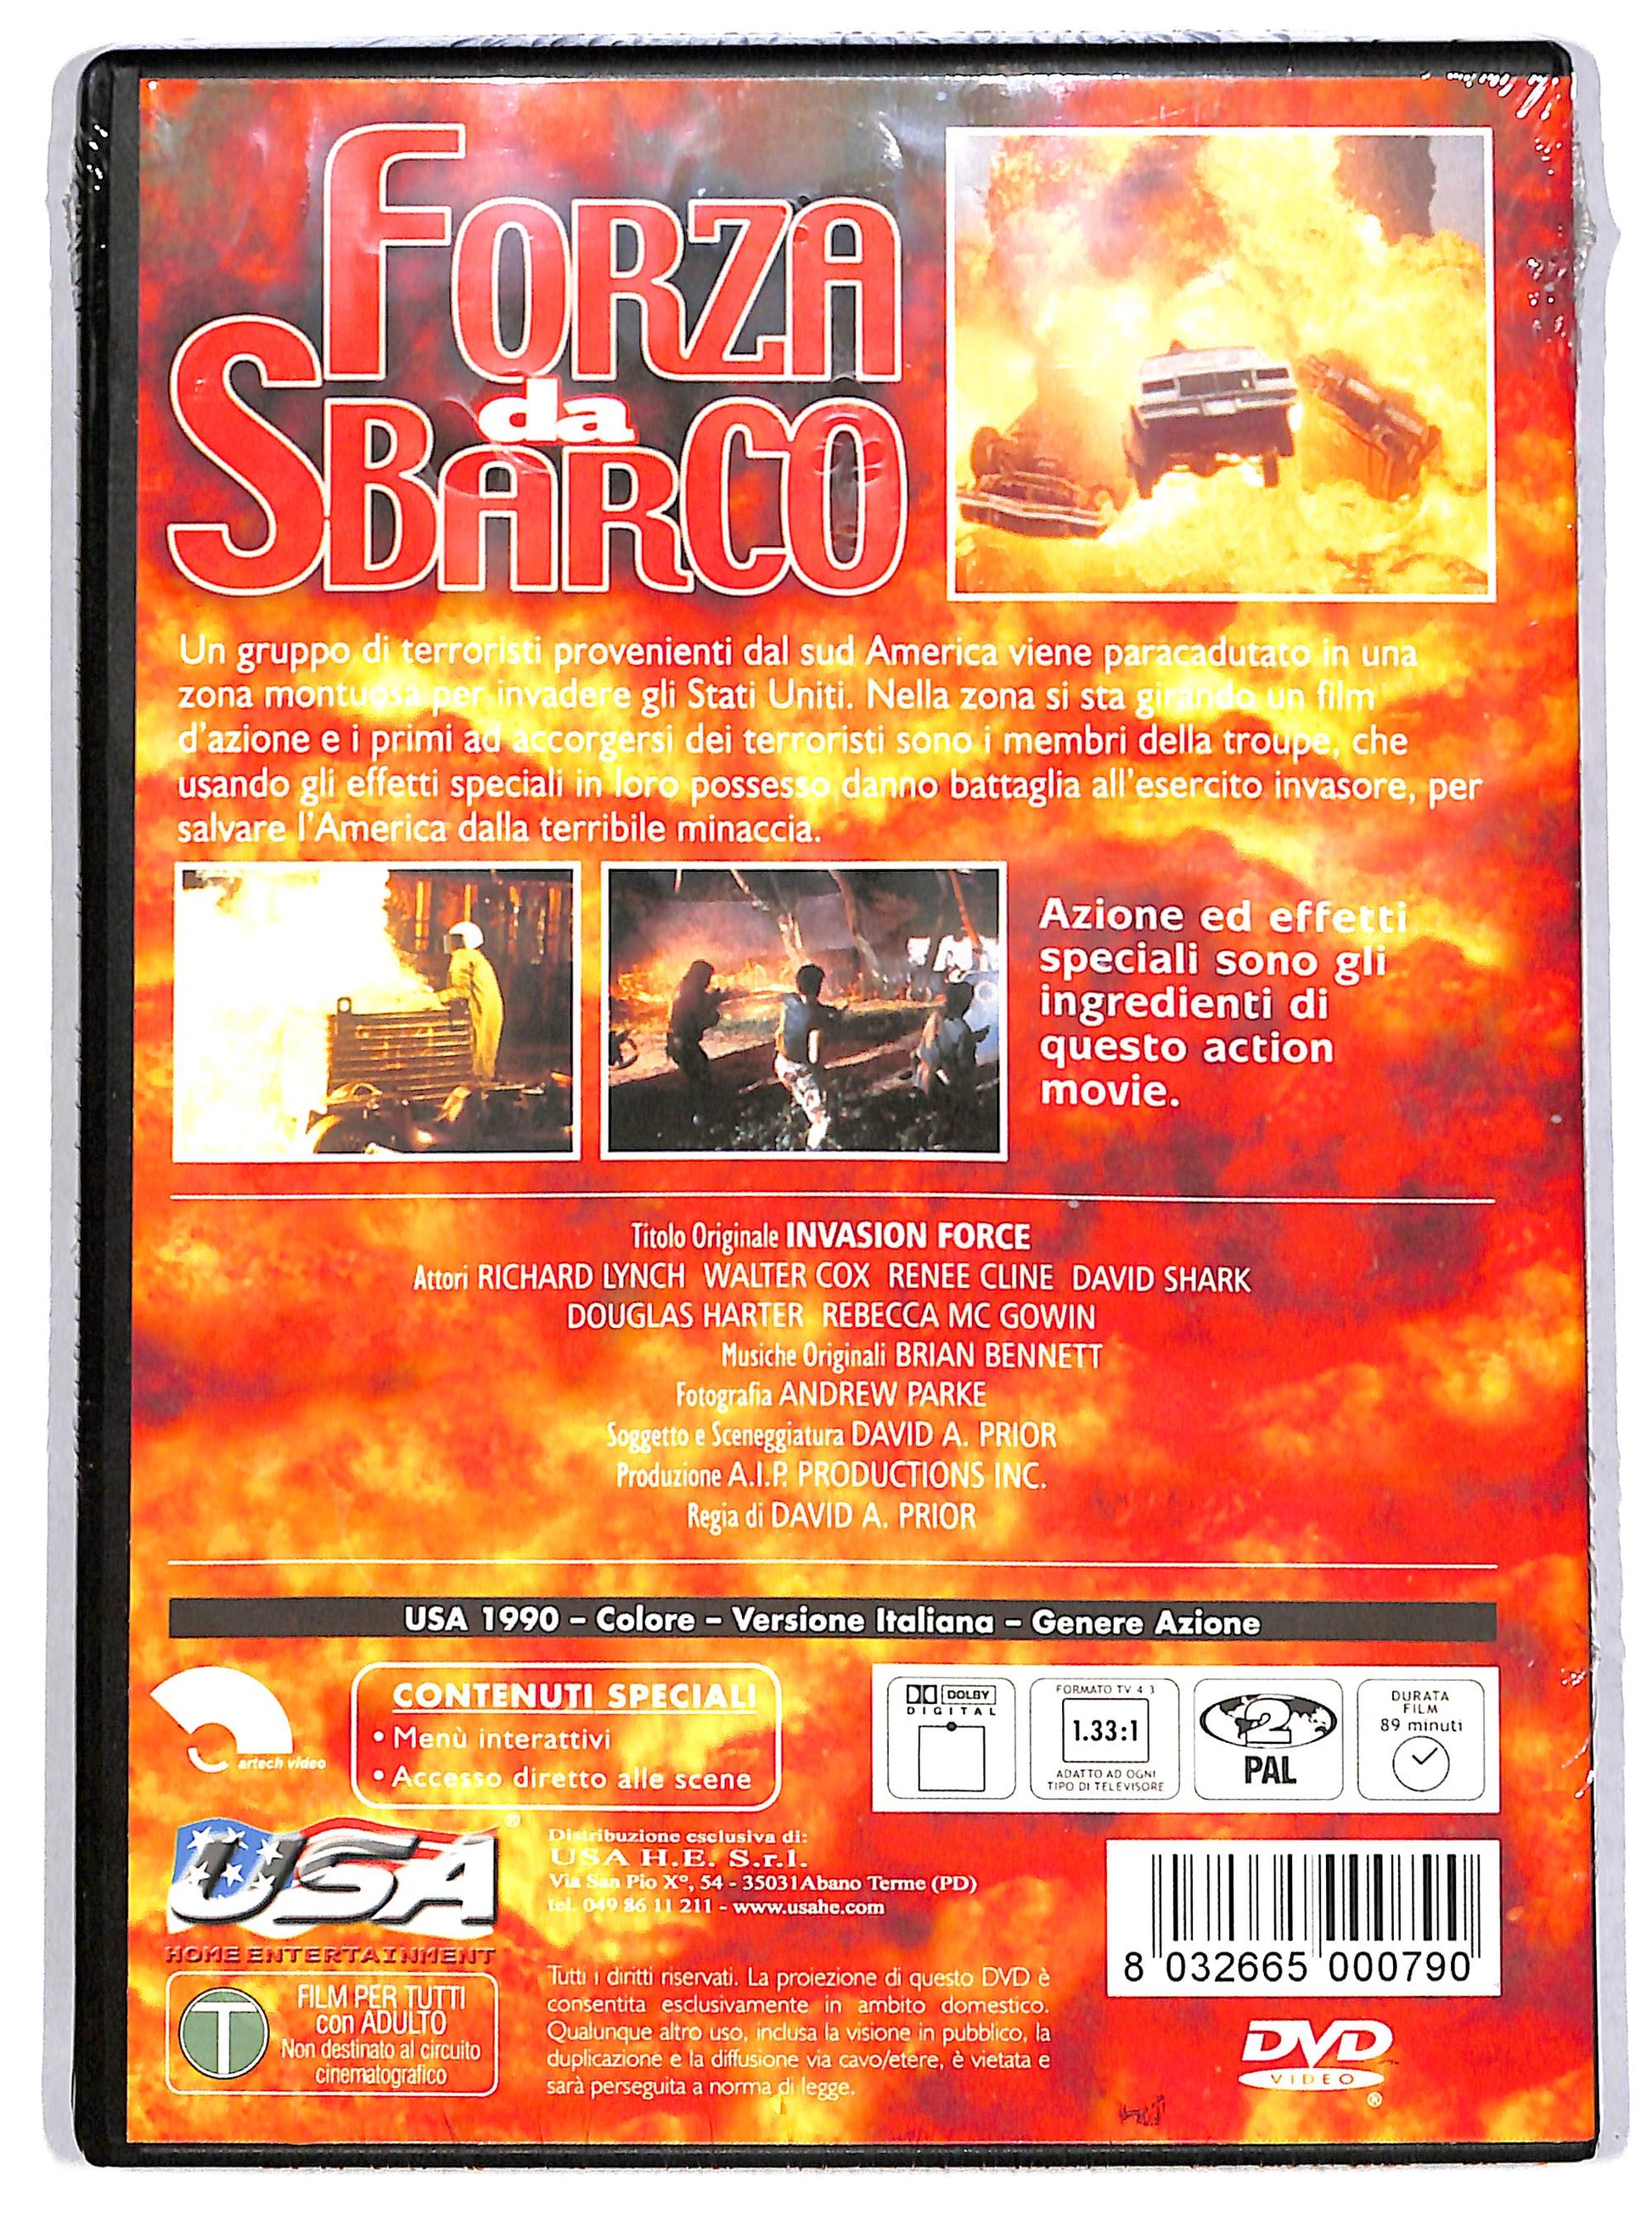 FORZA
da
SBARCO
Un gruppo di terroristi provenienti dal sud America viene paracadutato in una
zona montuosa per invadere gli Stati Uniti. Nella zona si sta girando un film
d'azione e i primi ad accorgersi dei terroristi sono i membri della troupe, che
usando gli effetti speciali in loro possesso danno battaglia all'esercito invasore, per
salvare l'America dalla terribile minaccia.
Azione ed effetti
speciali sono gli
ingredienti di
questo action
movie.
Titolo Originale INVASION FORCE
Attori RICHARD LYNCH WALTER COX RENEE CLINE DAVID SHARK
DOUGLAS HARTER REBECCA MC GOWIN
Musiche Originali BRIAN BENNETT
Fotografia ANDREW PARKE
Soggetto e Sceneggiatura DAVID A. PRIOR
Produzione A.I.P. PRODUCTIONS INC.
Regia di DAVID A. PRIOR
USA 1990 – Colore – Versione Italiana – Genere Azione
artech video
CONTENUTI SPECIALI
• Menù interattivi
• Accesso diretto alle scene
DOLBY
DIGITAL
FORMATO TV 4 3
1.33:1
ADATTO AD OGNI
TIPO DI TELEVISORE
2
PAL
DURATA
FILM
89 minuti
USA ®
HOME ENTERTAINMENT
Distribuzione esclusiva di:
USA H.E. S.r.l.
Via San Pio X°, 54 - 35031Abano Terme (PD)
tel. 049 86 11 211 - www.usahe.com
8 032665 000790
T
FILM PER TUTTI
con ADULTO
Non destinato al circuito
cinematografico
Tutti i diritti riservati. La proiezione di questo DVD è
consentita esclusivamente in ambito domestico.
Qualunque altro uso, inclusa la visione in pubblico, la
duplicazione e la diffusione via cavo/etere, è vietata e
sarà perseguita a norma di legge.
DVD
VIDEO
®